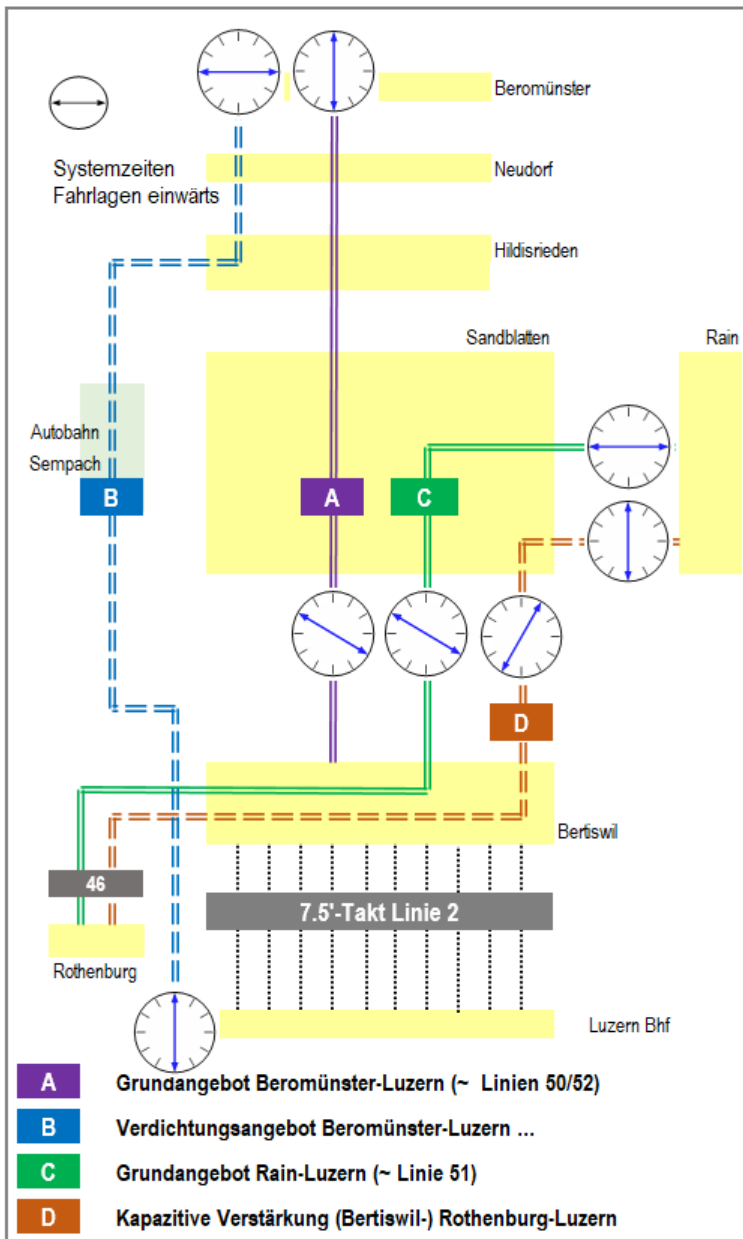 Beromünster
Systemzeiten
Fahrlagen einwärts
Neudorf
Hildisrieden
Sandblatten
Rain
Autobahn
Sempach
B
A
C
D
Bertiswil
46
7.5'-Takt Linie 2
Rothenburg
Luzern Bhf
A Grundangebot Beromünster-Luzern (~ Linien 50/52)
B Verdichtungsangebot Beromünster-Luzern ...
C Grundangebot Rain-Luzern (~ Linie 51)
D Kapazitive Verstärkung (Bertiswil-) Rothenburg-Luzern